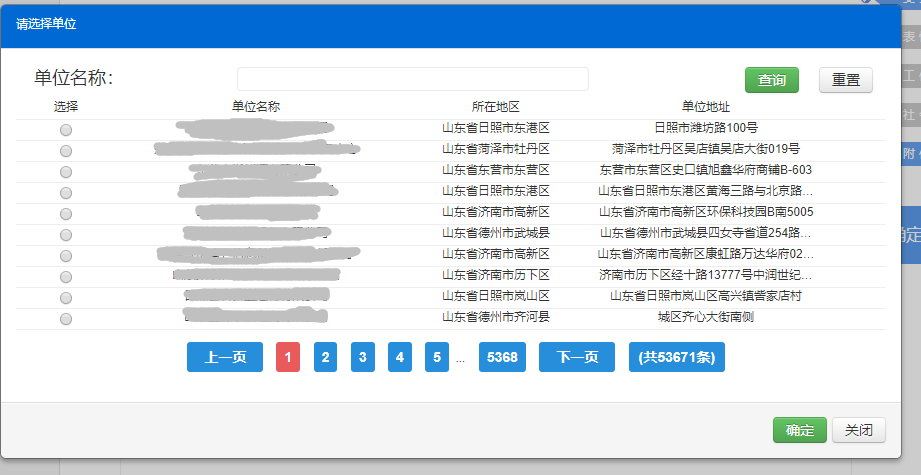 请选择单位
单位名称:
查询 重置
选择 单位名称 所在地区 单位地址
山东省日照市东港区 日照市潍坊路100号
山东省菏泽市牡丹区 菏泽市牡丹区吴店镇吴店大街019号
山东省东营市东营区 东营市东营区史口镇旭鑫华府商铺B-603
山东省日照市东港区 山东省日照市东港区黄海三路与北京路...
山东省济南市高新区 山东省济南市高新区环保科技园B南5005
山东省德州市武城县 山东省德州市武城县四女寺省道254路...
山东省济南市高新区 山东省济南市高新区康虹路万达华府02...
山东省济南市历下区 济南市历下区经十路13777号中润世纪...
山东省日照市岚山区 山东省日照市岚山区高兴镇訾家店村
山东省德州市齐河县 城区齐心大街南侧
上一页 1 2 3 4 5 ... 5368 下一页 (共53671条)
确定 关闭
表
工
社
附